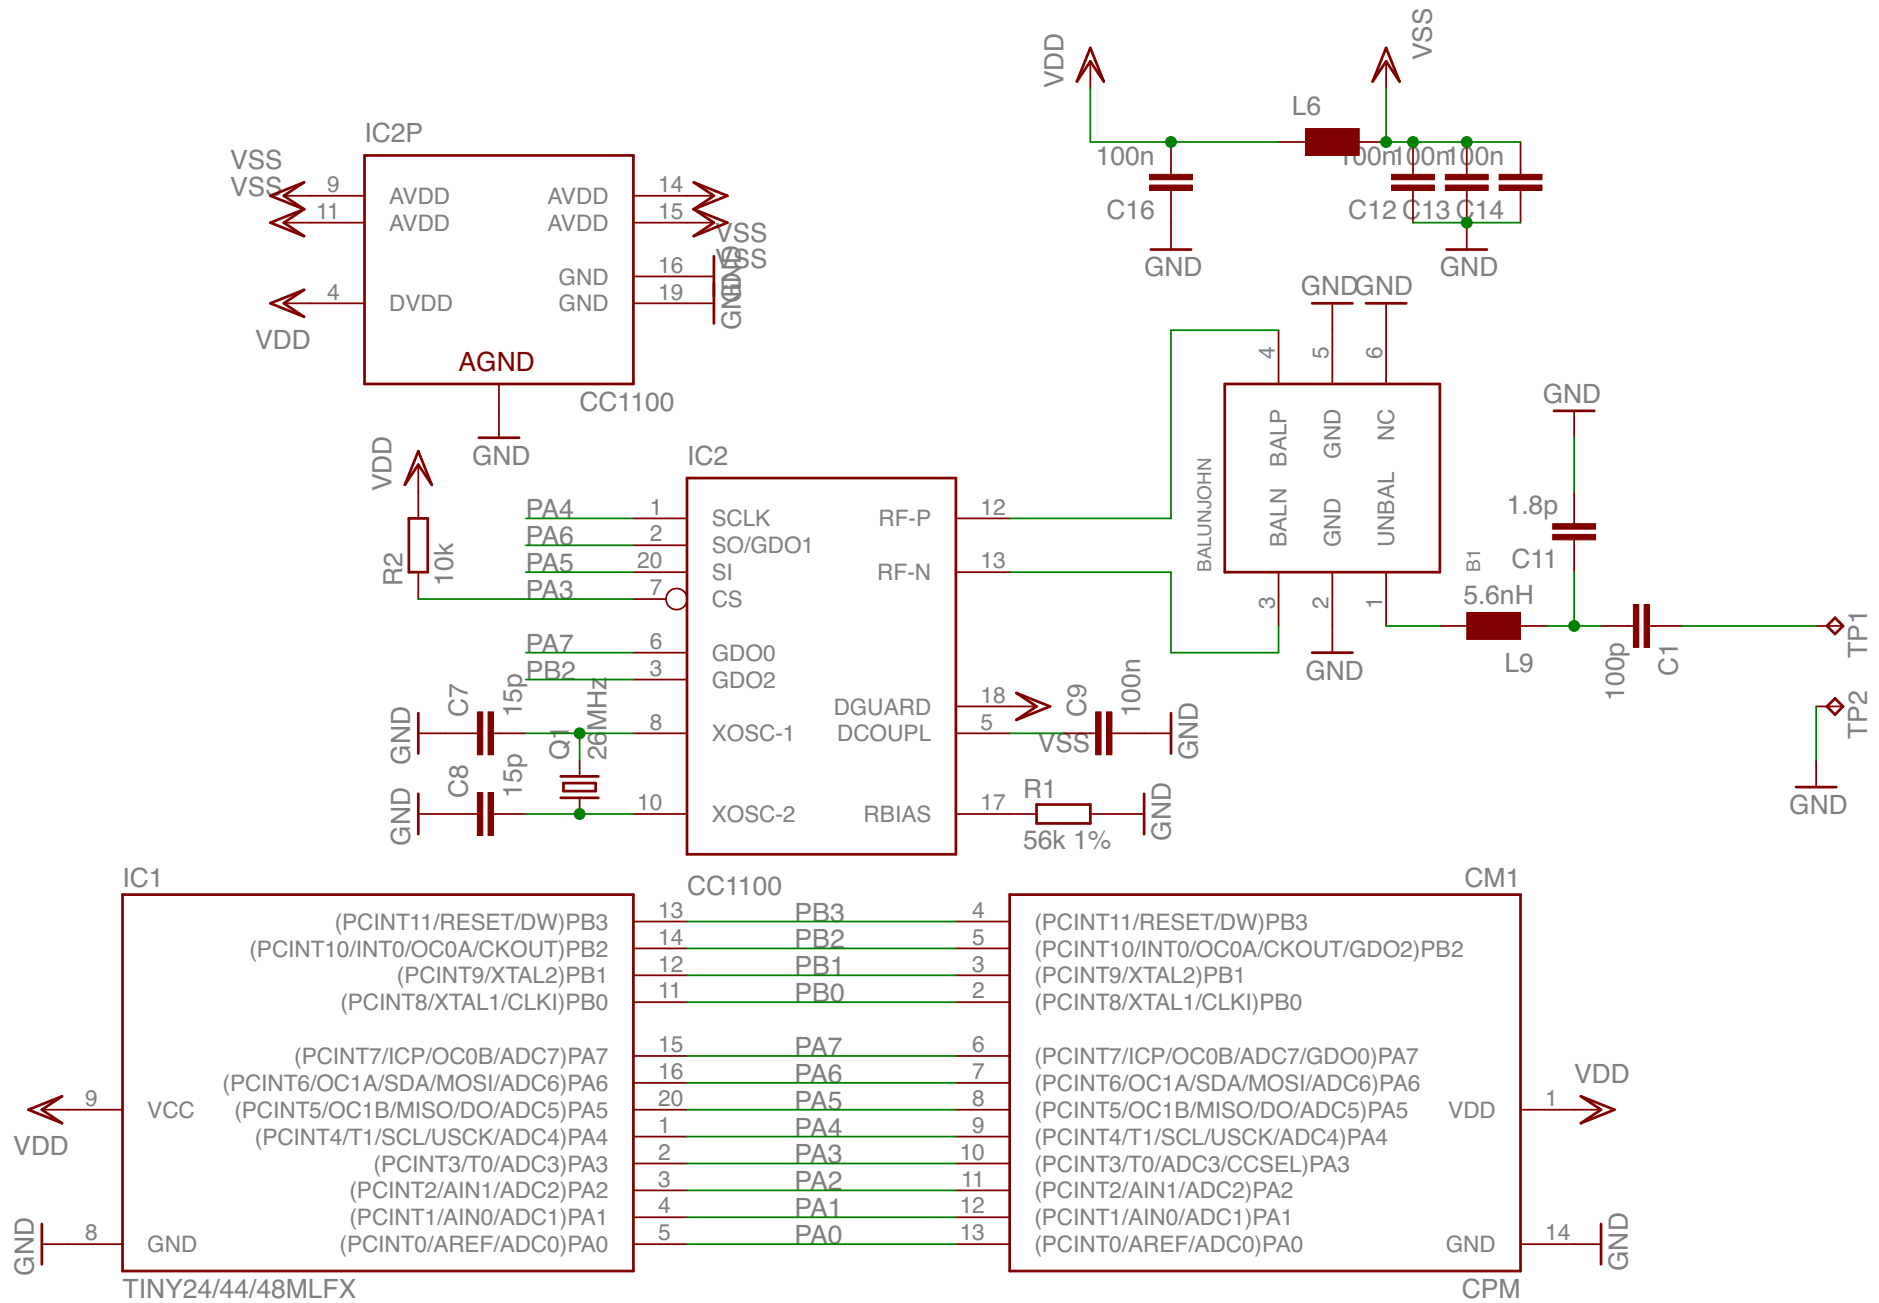 VDD
VSS
L6
100n
100n
100n
100n
C16
C12
C13
C14
GND
GND
IC2P
VSS
VSS
9
11
4
AVDD
AVDD
DVDD
AVDD
AVDD
GND
GND
14
15
16
19
VSS
VSS
GND
GND
VDD
AGND
CC1100
GND
GND
GND
4
5
6
BALP
GND
NC
BALN
GND
UNBAL
BALUNJOHN
B1
3
2
1
GND
GND
1.8p
C11
5.6nH
L9
100p
C1
TP1
TP2
GND
VDD
R2
10k
IC2
PA4
PA6
PA5
PA3
PA7
PB2
1
2
20
7
6
3
8
10
SCLK
SO/GDO1
SI
CS
GDO0
GDO2
XOSC-1
XOSC-2
RF-P
RF-N
DGUARD
DCOUPL
RBIAS
12
13
18
5
17
GND
C7
15p
GND
C8
15p
Q1
26MHz
VSS
C9
100n
GND
R1
56k 1%
GND
CC1100
IC1
(PCINT11/RESET/DW)PB3
(PCINT10/INT0/OC0A/CKOUT)PB2
(PCINT9/XTAL2)PB1
(PCINT8/XTAL1/CLKI)PB0
(PCINT7/ICP/OC0B/ADC7)PA7
(PCINT6/OC1A/SDA/MOSI/ADC6)PA6
(PCINT5/OC1B/MISO/DO/ADC5)PA5
(PCINT4/T1/SCL/USCK/ADC4)PA4
(PCINT3/T0/ADC3)PA3
(PCINT2/AIN1/ADC2)PA2
(PCINT1/AIN0/ADC1)PA1
(PCINT0/AREF/ADC0)PA0
9
VCC
VDD
GND
8
GND
TINY24/44/48MLFX
13 PB3 4
14 PB2 5
12 PB1 3
11 PB0 2
15 PA7 6
16 PA6 7
20 PA5 8
1 PA4 9
2 PA3 10
3 PA2 11
4 PA1 12
5 PA0 13
CM1
(PCINT11/RESET/DW)PB3
(PCINT10/INT0/OC0A/CKOUT/GDO2)PB2
(PCINT9/XTAL2)PB1
(PCINT8/XTAL1/CLKI)PB0
(PCINT7/ICP/OC0B/ADC7/GDO0)PA7
(PCINT6/OC1A/SDA/MOSI/ADC6)PA6
(PCINT5/OC1B/MISO/DO/ADC5)PA5
(PCINT4/T1/SCL/USCK/ADC4)PA4
(PCINT3/T0/ADC3/CCSEL)PA3
(PCINT2/AIN1/ADC2)PA2
(PCINT1/AIN0/ADC1)PA1
(PCINT0/AREF/ADC0)PA0
VDD
1
VDD
GND
14
GND
CPM